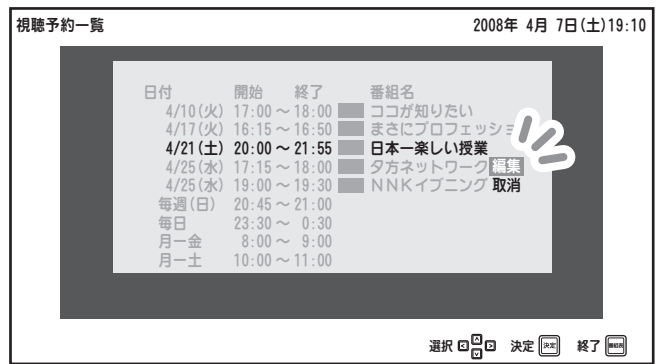 視聴予約一覧 2008年 4月 7日(土)19:10
日付 開始 終了 番組名
4/10(火) 17:00～18:00 ココが知りたい
4/17(火) 16:15～16:50 まさにプロフェッショ
4/21(土) 20:00～21:55 日本一楽しい授業
4/25(水) 17:15～18:00 夕方ネットワーク 編集
4/25(水) 19:00～19:30 NNKイブニング 取消
毎週(日) 20:45～21:00
毎日 23:30～ 0:30
月ー金 8:00～ 9:00
月ー土 10:00～11:00
選択 決定 決定 終了 番組表